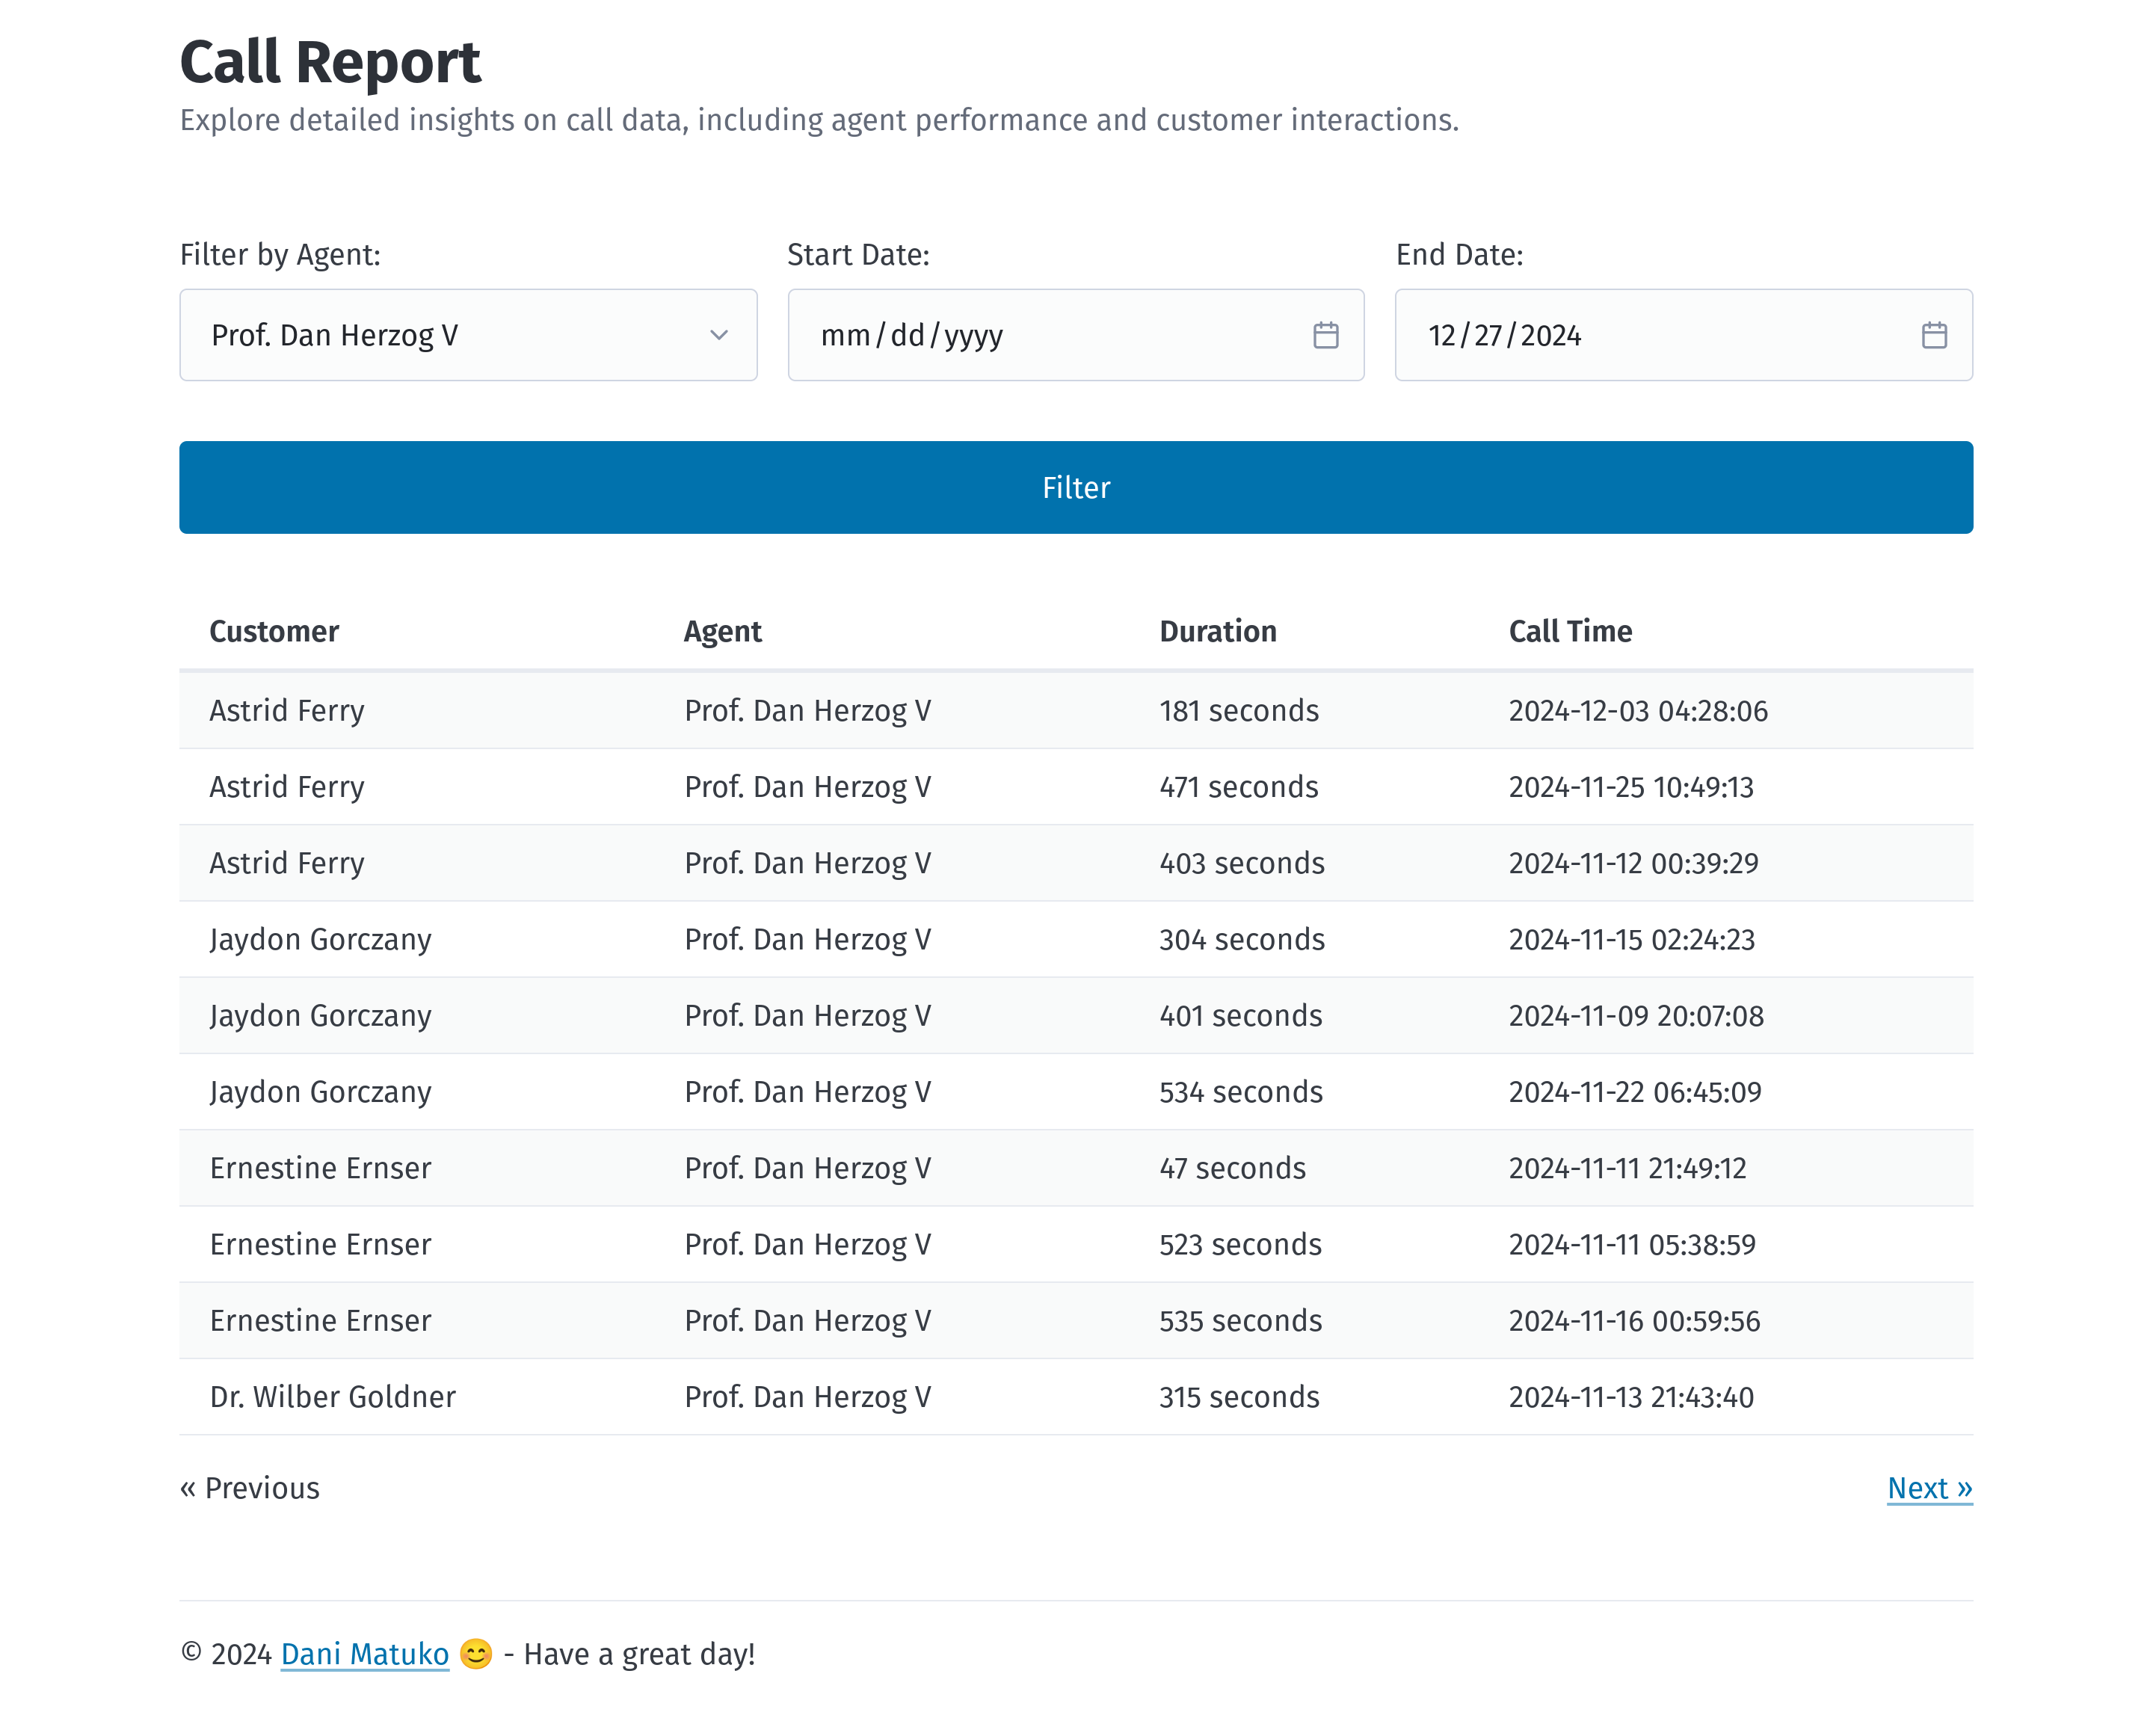 Call Report
Explore detailed insights on call data, including agent performance and customer interactions.
Filter by Agent: Start Date: End Date:
Prof. Dan Herzog V mm/dd/yyyy 12/27/2024
Filter
Customer Agent Duration Call Time
Astrid Ferry Prof. Dan Herzog V 181 seconds 2024-12-03 04:28:06
Astrid Ferry Prof. Dan Herzog V 471 seconds 2024-11-25 10:49:13
Astrid Ferry Prof. Dan Herzog V 403 seconds 2024-11-12 00:39:29
Jaydon Gorczany Prof. Dan Herzog V 304 seconds 2024-11-15 02:24:23
Jaydon Gorczany Prof. Dan Herzog V 401 seconds 2024-11-09 20:07:08
Jaydon Gorczany Prof. Dan Herzog V 534 seconds 2024-11-22 06:45:09
Ernestine Ernser Prof. Dan Herzog V 47 seconds 2024-11-11 21:49:12
Ernestine Ernser Prof. Dan Herzog V 523 seconds 2024-11-11 05:38:59
Ernestine Ernser Prof. Dan Herzog V 535 seconds 2024-11-16 00:59:56
Dr. Wilber Goldner Prof. Dan Herzog V 315 seconds 2024-11-13 21:43:40
« Previous Next »
© 2024 Dani Matuko 😊 - Have a great day!